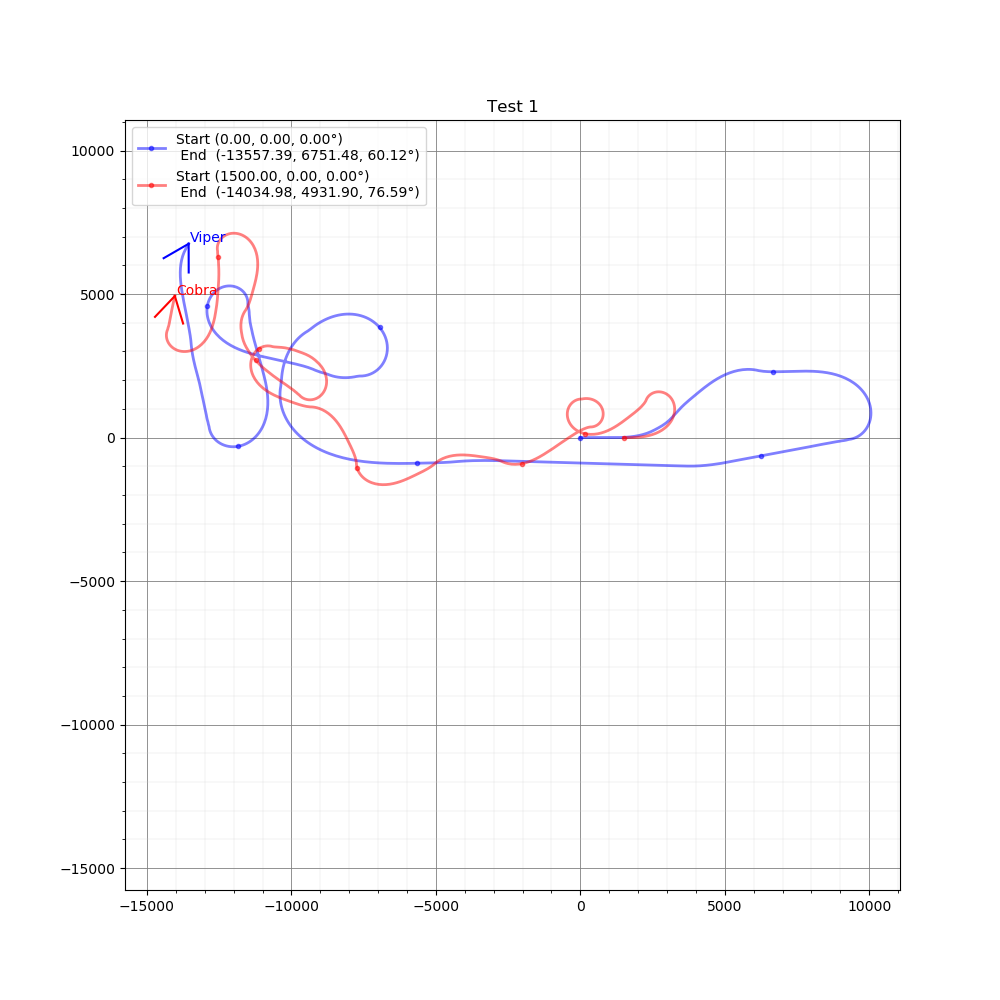 Test 1
Start (0.00, 0.00, 0.00°)
End  (-13557.39, 6751.48, 60.12°)
Start (1500.00, 0.00, 0.00°)
End  (-14034.98, 4931.90, 76.59°)
Viper
Cobra
10000
5000
0
−5000
−10000
−15000
−15000
−10000
−5000
0
5000
10000